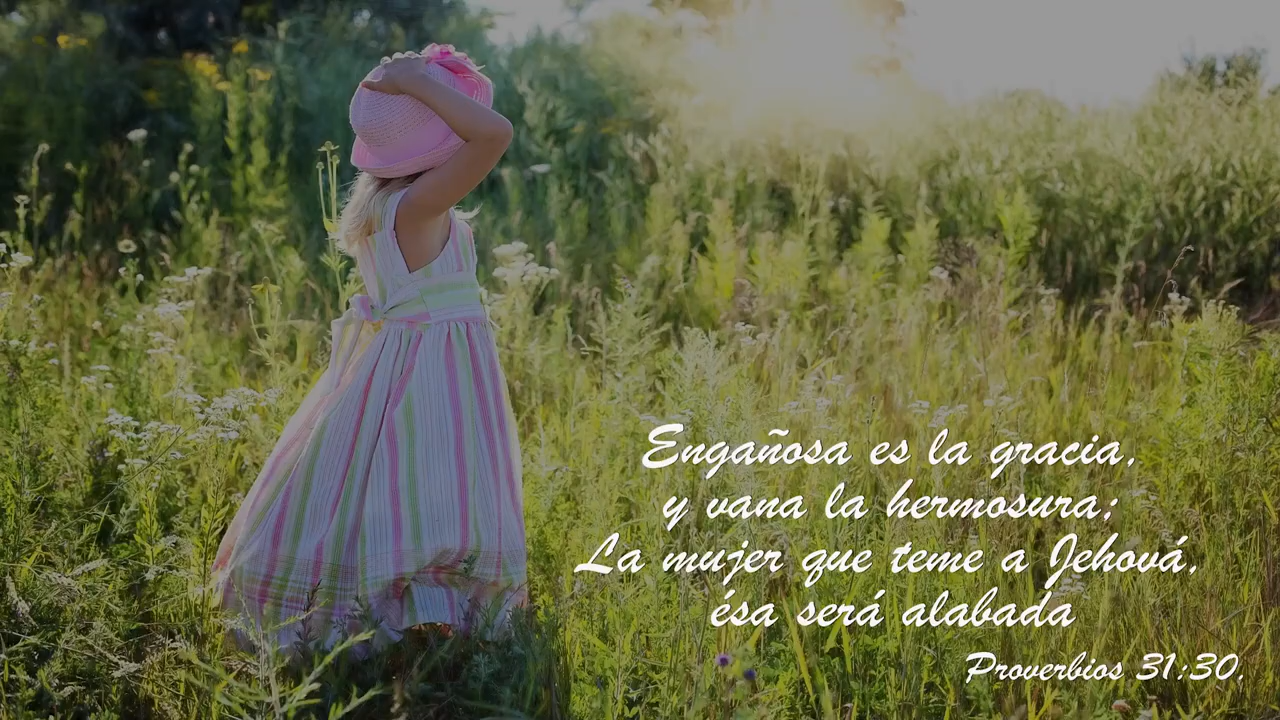 Engañosa es la gracia,
y vana la hermosura;
La mujer que teme a Jehová,
ésa será alabada
Proverbios 31:30.